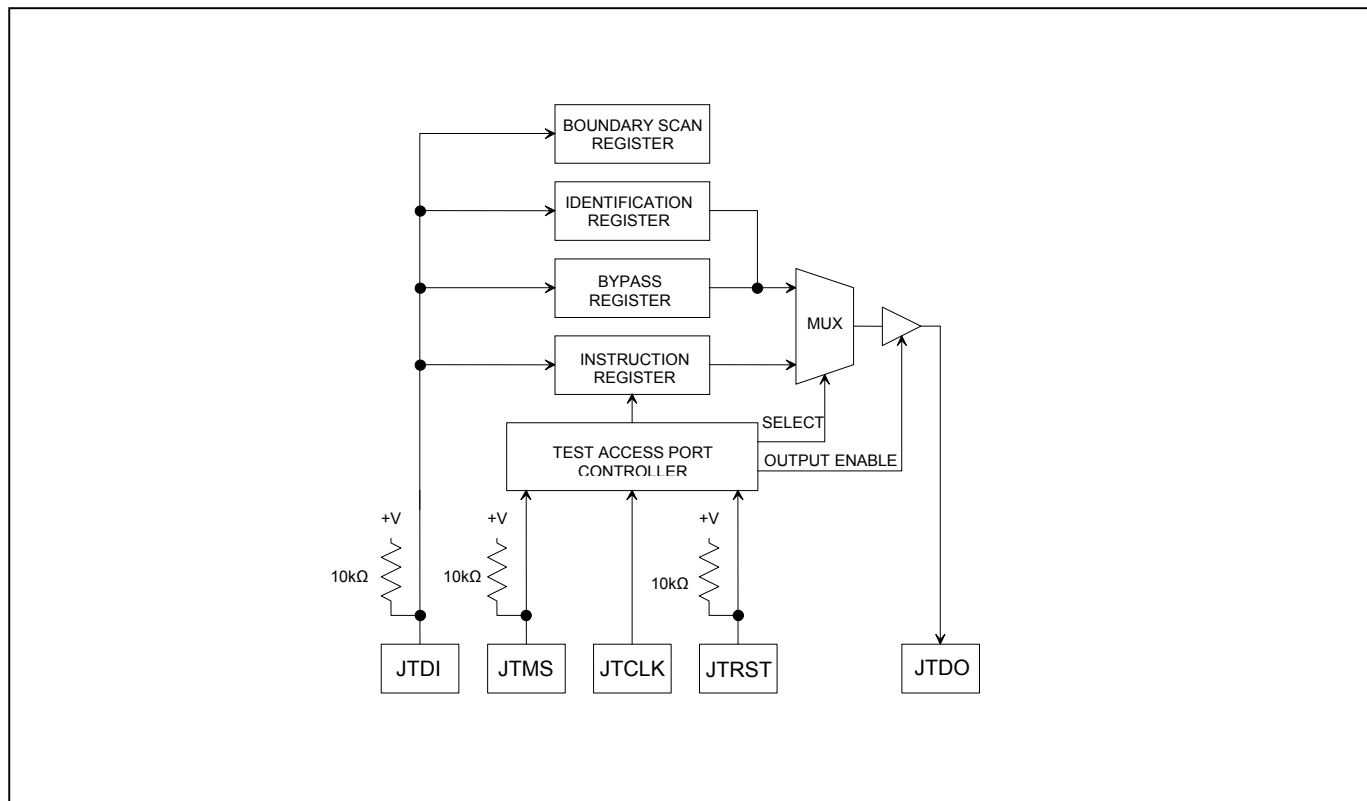 BOUNDARY SCAN
REGISTER
IDENTIFICATION
REGISTER
BYPASS
REGISTER
MUX
INSTRUCTION
REGISTER
SELECT
TEST ACCESS PORT
CONTROLLER
OUTPUT ENABLE
+V
+V
+V
10kΩ
10kΩ
10kΩ
JTDI
JTMS
JTCLK
JTRST
JTDO